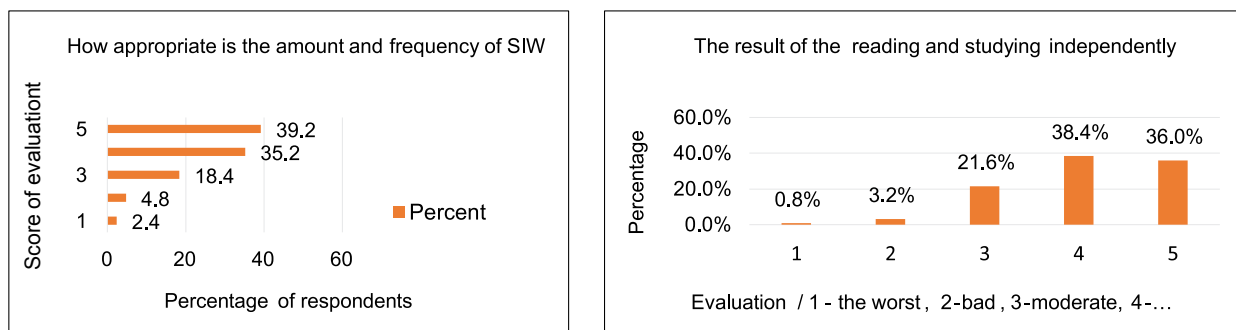 How appropriate is the amount and frequency of SIW
Score of evaluationt
5
39.2
35.2
3
18.4
4.8
1
2.4
Percent
0 20 40 60
Percentage of respondents
The result of the reading and studying independently
Percentage
60.0%
40.0%
20.0%
0.0%
0.8%
3.2%
21.6%
38.4%
36.0%
1 2 3 4 5
Evaluation / 1 - the worst , 2-bad , 3-moderate, 4-...